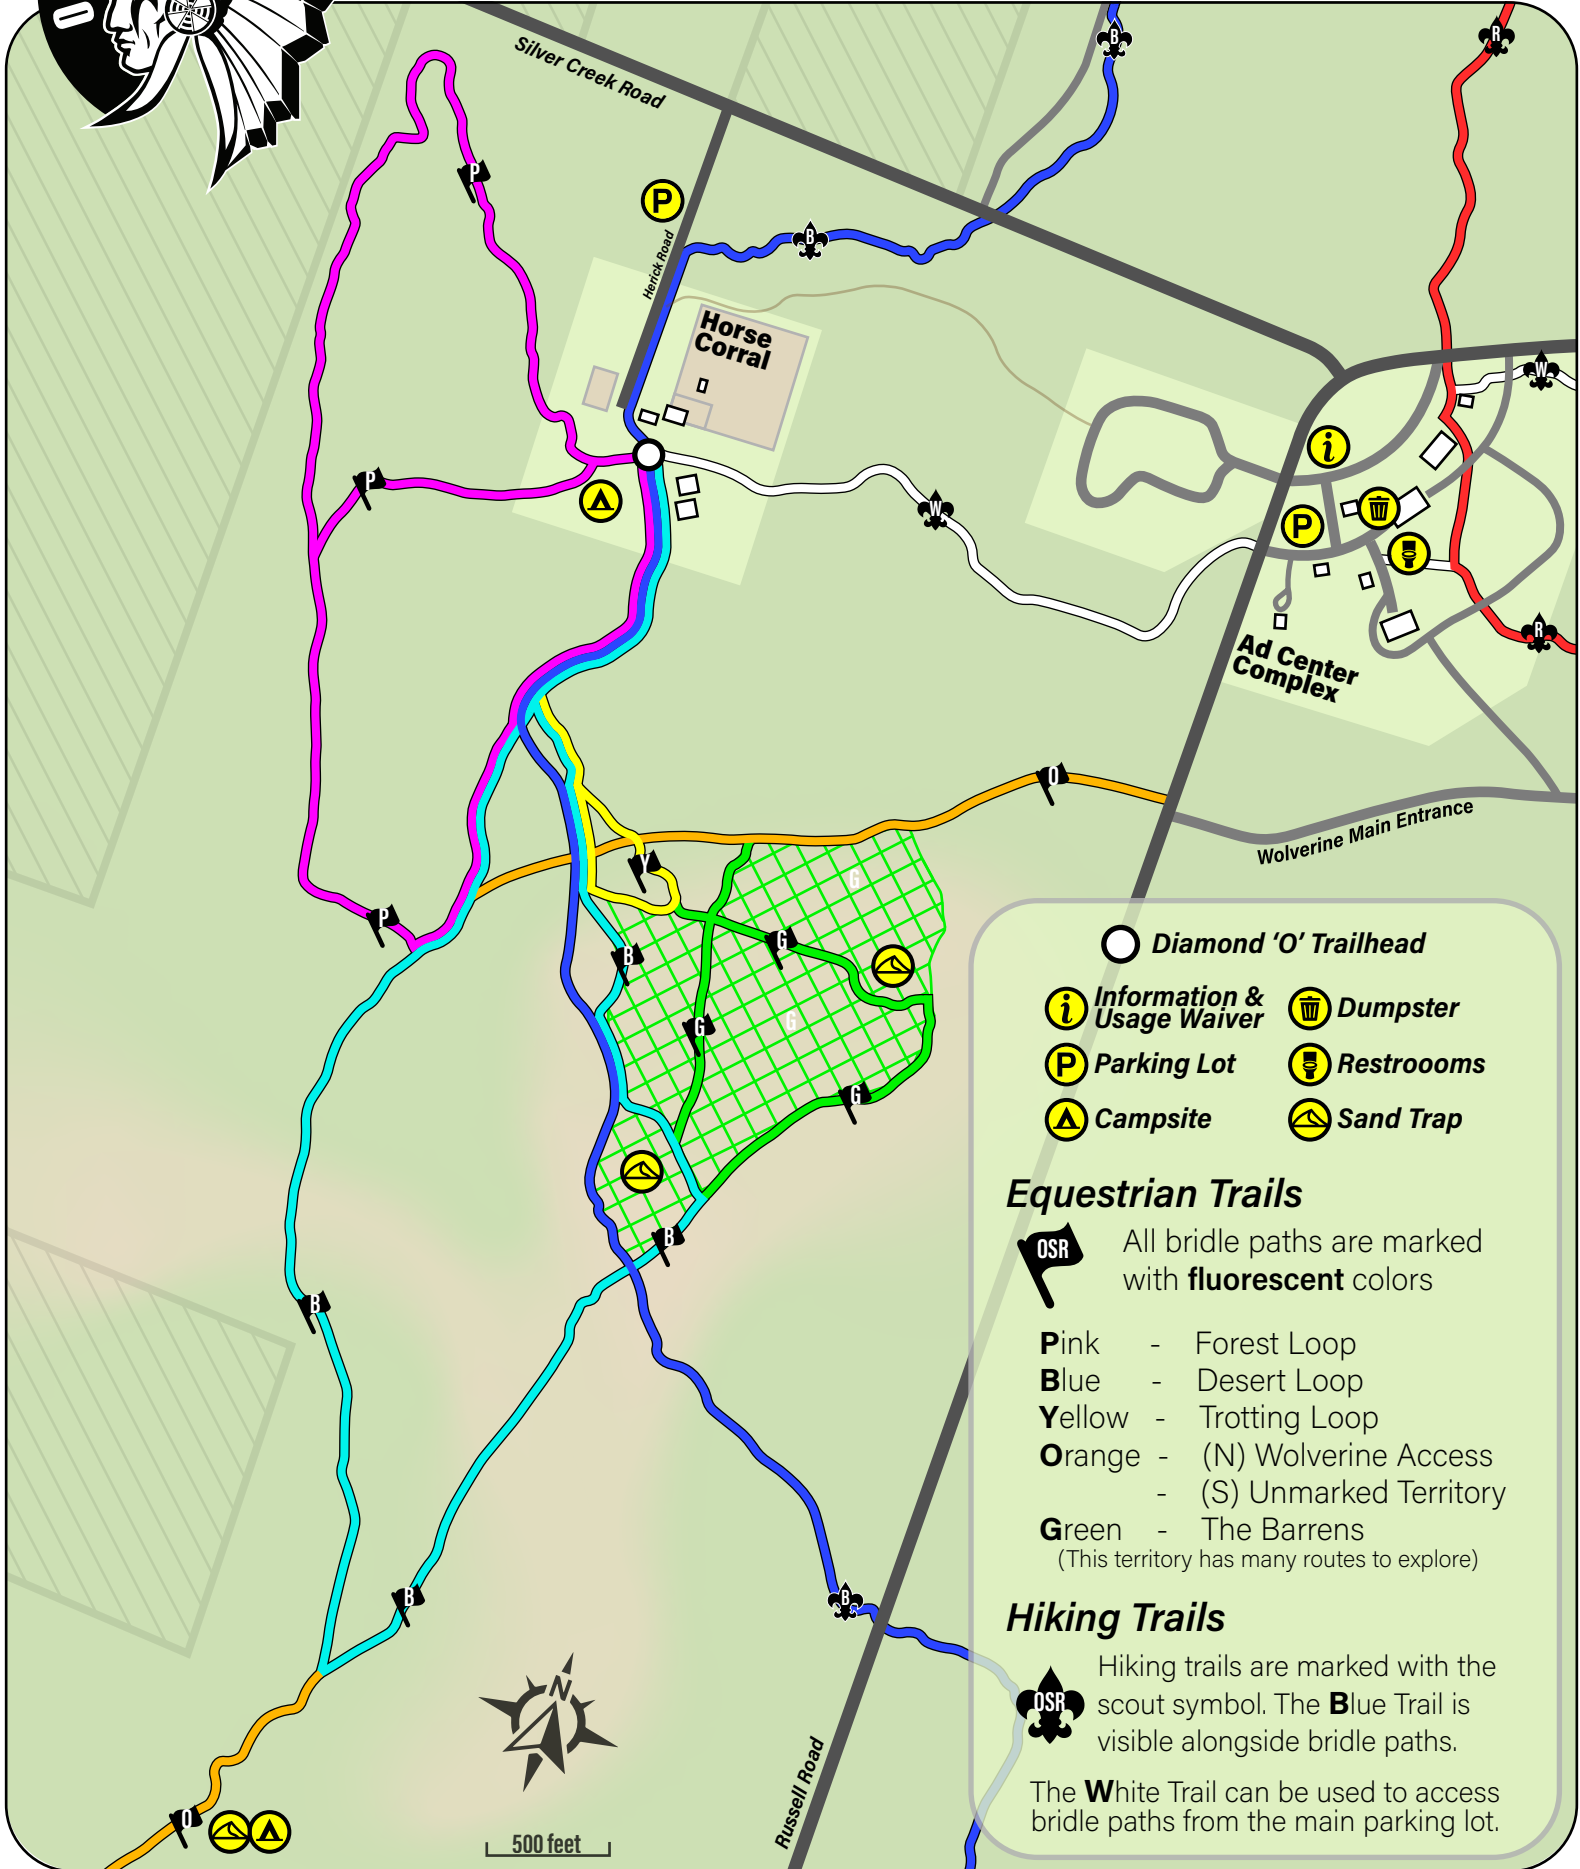 Silver Creek Road
B
R
P
P
B
Herick Road
Horse
Corral
W
i
P
W
P
R
Ad Center
Complex
O
Wolverine Main Entrance
Y
G
P
G
B
G
G
G
B
B
B
B
O
N
500 feet
Russell Road
Diamond 'O' Trailhead
i Information &
Usage Waiver
Dumpster
P Parking Lot
Restroooms
Campsite
Sand Trap
Equestrian Trails
OSR
All bridle paths are marked
with fluorescent colors
Pink - Forest Loop
Blue - Desert Loop
Yellow - Trotting Loop
Orange - (N) Wolverine Access
- (S) Unmarked Territory
Green - The Barrens
(This territory has many routes to explore)
Hiking Trails
OSR
Hiking trails are marked with the
scout symbol. The Blue Trail is
visible alongside bridle paths.
The White Trail can be used to access
bridle paths from the main parking lot.